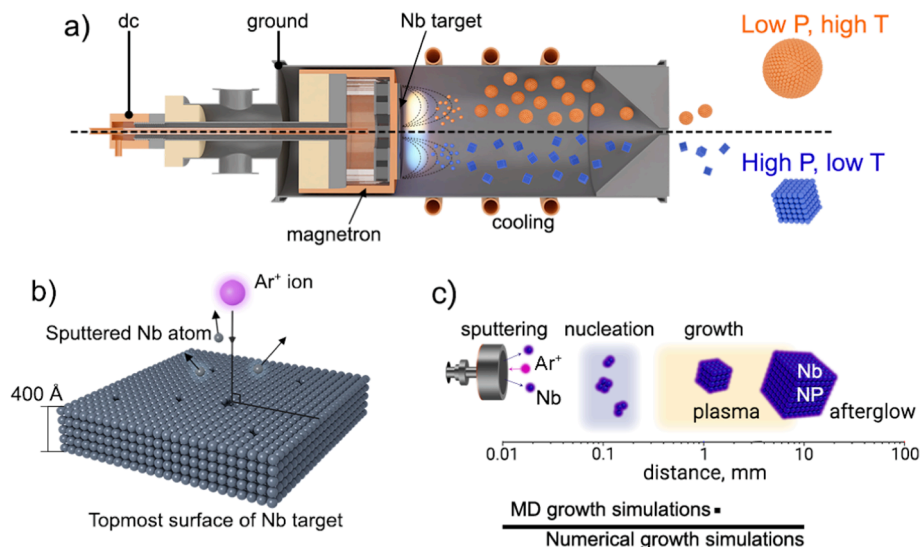 a)
dc
ground
Nb target
Low P, high T
High P, low T
magnetron
cooling
b)
Ar⁺ ion
Sputtered Nb atom
400 Å
Topmost surface of Nb target
c)
sputtering
nucleation
growth
Ar⁺
Nb
Nb
NP
plasma
afterglow
0.01
0.1
1
10
100
distance, mm
MD growth simulations
Numerical growth simulations